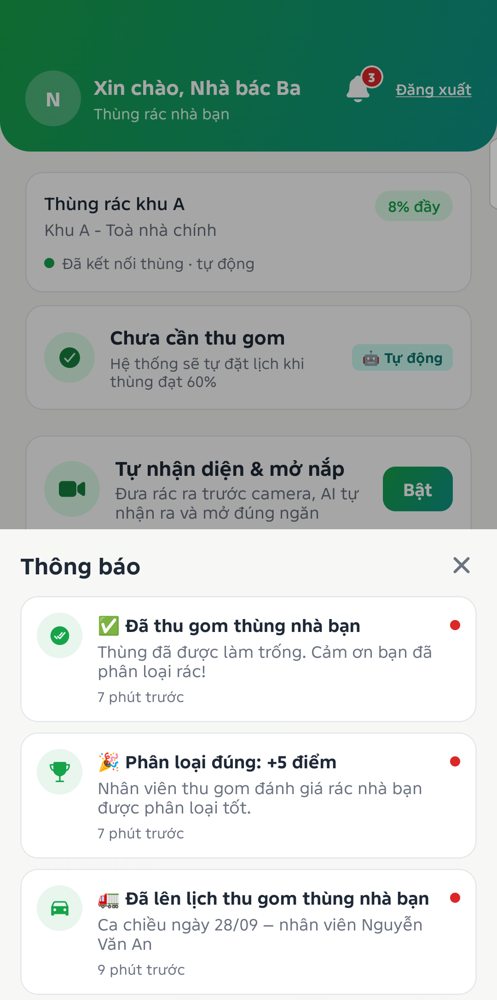 N
Xin chào, Nhà bác Ba
Thùng rác nhà bạn
3
Đăng xuất
Thùng rác khu A
8% đầy
Khu A - Toà nhà chính
Đã kết nối thùng · tự động
Chưa cần thu gom
Hệ thống sẽ tự đặt lịch khi
thùng đạt 60%
🤖 Tự động
Tự nhận diện & mở nắp
Đưa rác ra trước camera, AI tự
nhận ra và mở đúng ngăn
Bật
Thông báo
✅ Đã thu gom thùng nhà bạn
Thùng đã được làm trống. Cảm ơn bạn đã
phân loại rác!
7 phút trước
🎉 Phân loại đúng: +5 điểm
Nhân viên thu gom đánh giá rác nhà bạn
được phân loại tốt.
7 phút trước
🚛 Đã lên lịch thu gom thùng nhà bạn
Ca chiều ngày 28/09 — nhân viên Nguyễn
Văn An
9 phút trước